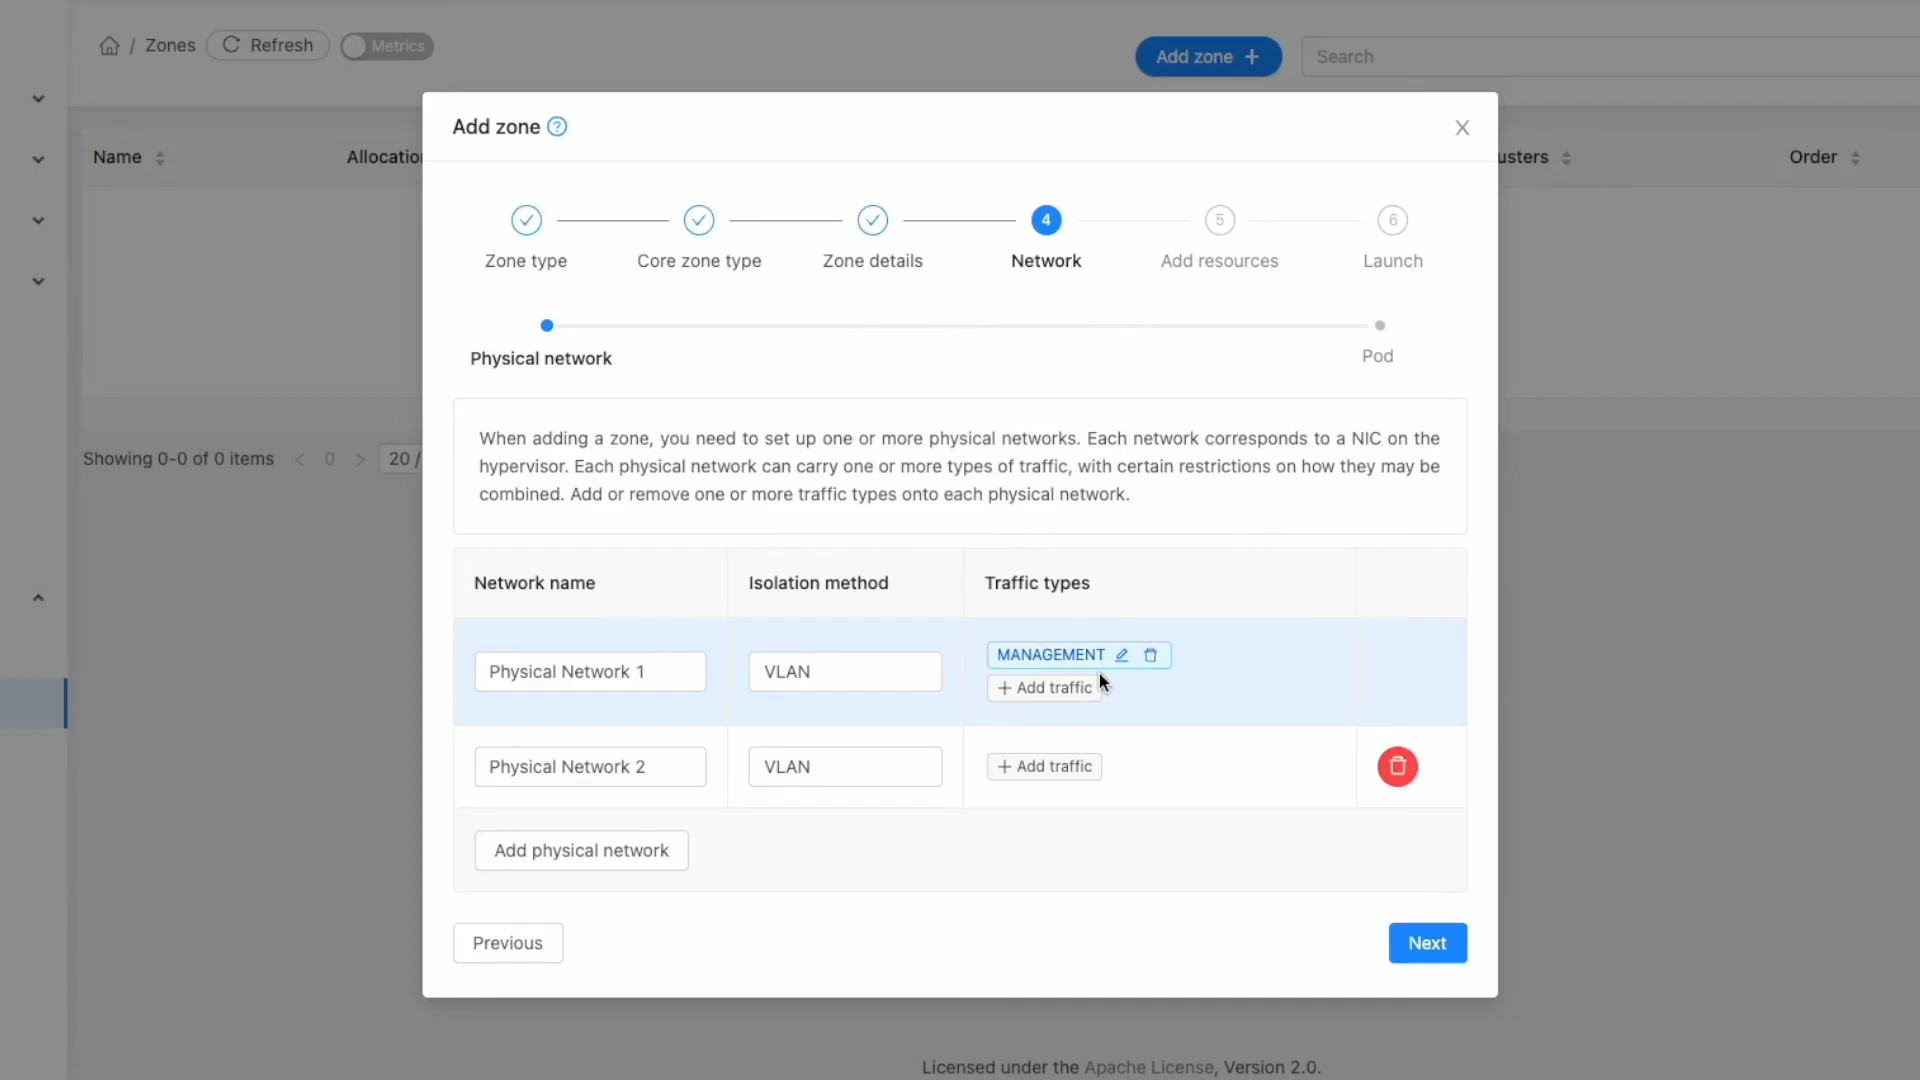 / Zones Refresh Metrics
Add zone + Search
Name Order
Add zone ?
X
4 5 6
Zone type Core zone type Zone details Network Add resources Launch
Physical network Pod
When adding a zone, you need to set up one or more physical networks. Each network corresponds to a NIC on the
hypervisor. Each physical network can carry one or more types of traffic, with certain restrictions on how they may be
combined. Add or remove one or more traffic types onto each physical network.
Showing 0-0 of 0 items < 0 > 20 /
Network name Isolation method Traffic types
Physical Network 1 VLAN MANAGEMENT
+ Add traffic
Physical Network 2 VLAN + Add traffic
Add physical network
Previous Next
Licensed under the Apache License, Version 2.0.